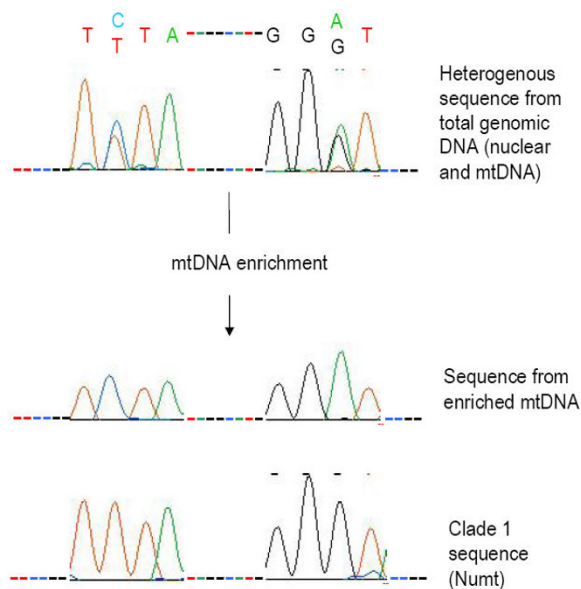 C A
T T T A G G G T
Heterogenous
sequence from
total genomic
DNA (nuclear
and mtDNA)
mtDNA enrichment
Sequence from
enriched mtDNA
Clade 1
sequence
(Numt)